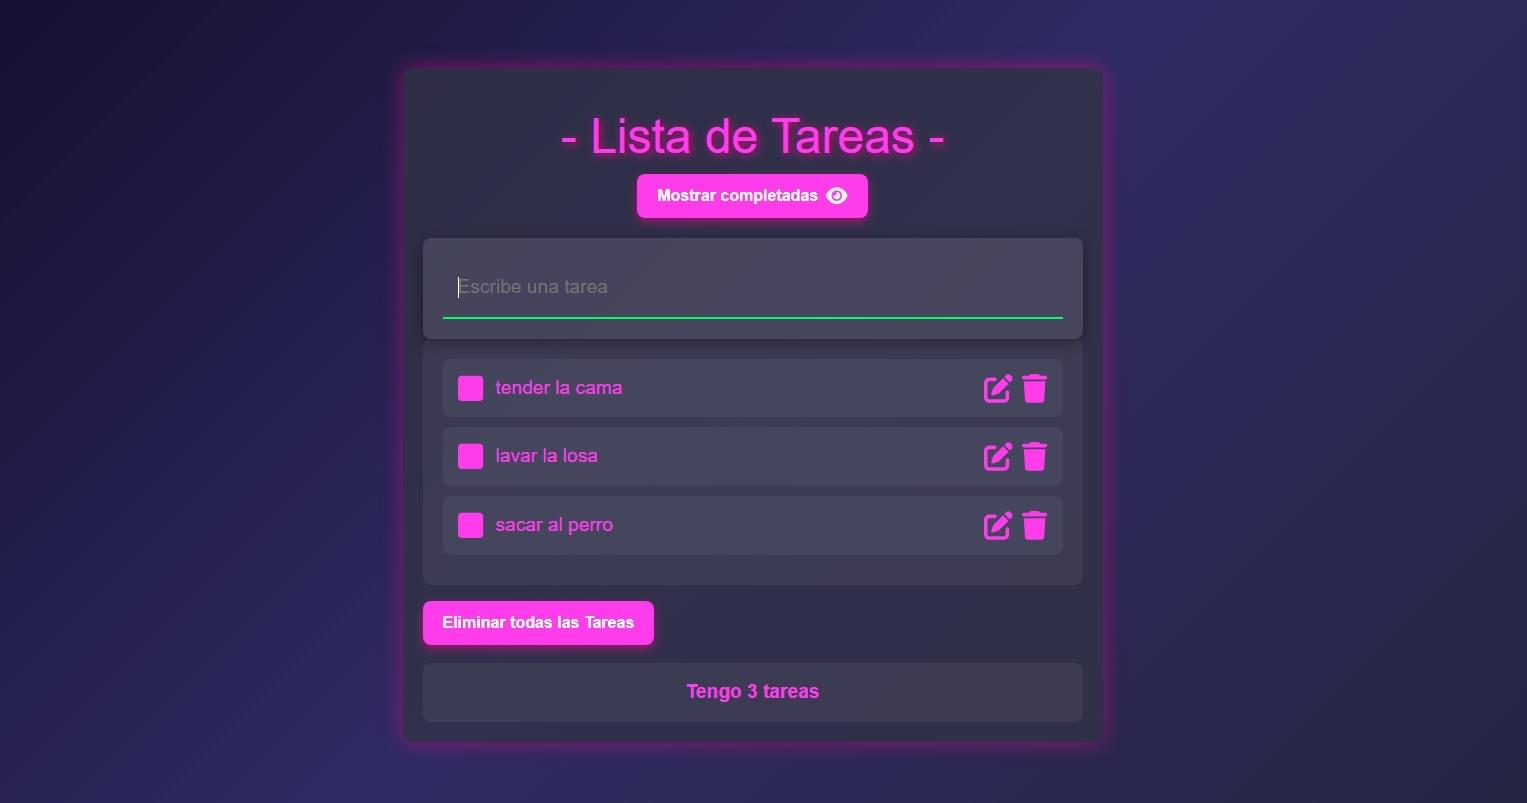 - Lista de Tareas -
Mostrar completadas
Escribe una tarea
tender la cama
lavar la losa
sacar al perro
Eliminar todas las Tareas
Tengo 3 tareas